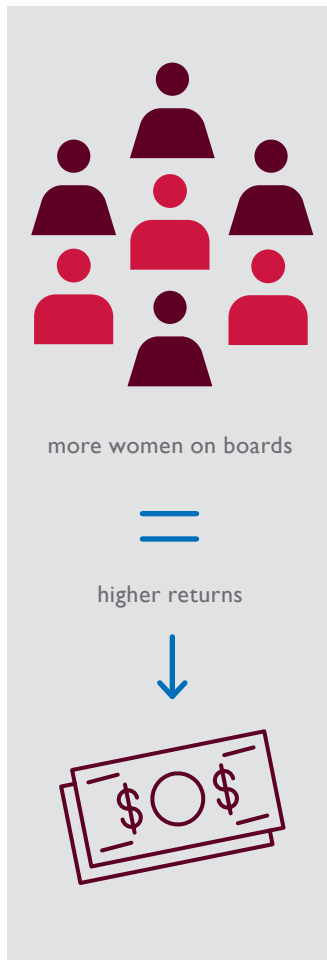 more women on boards
=
higher returns
$ $